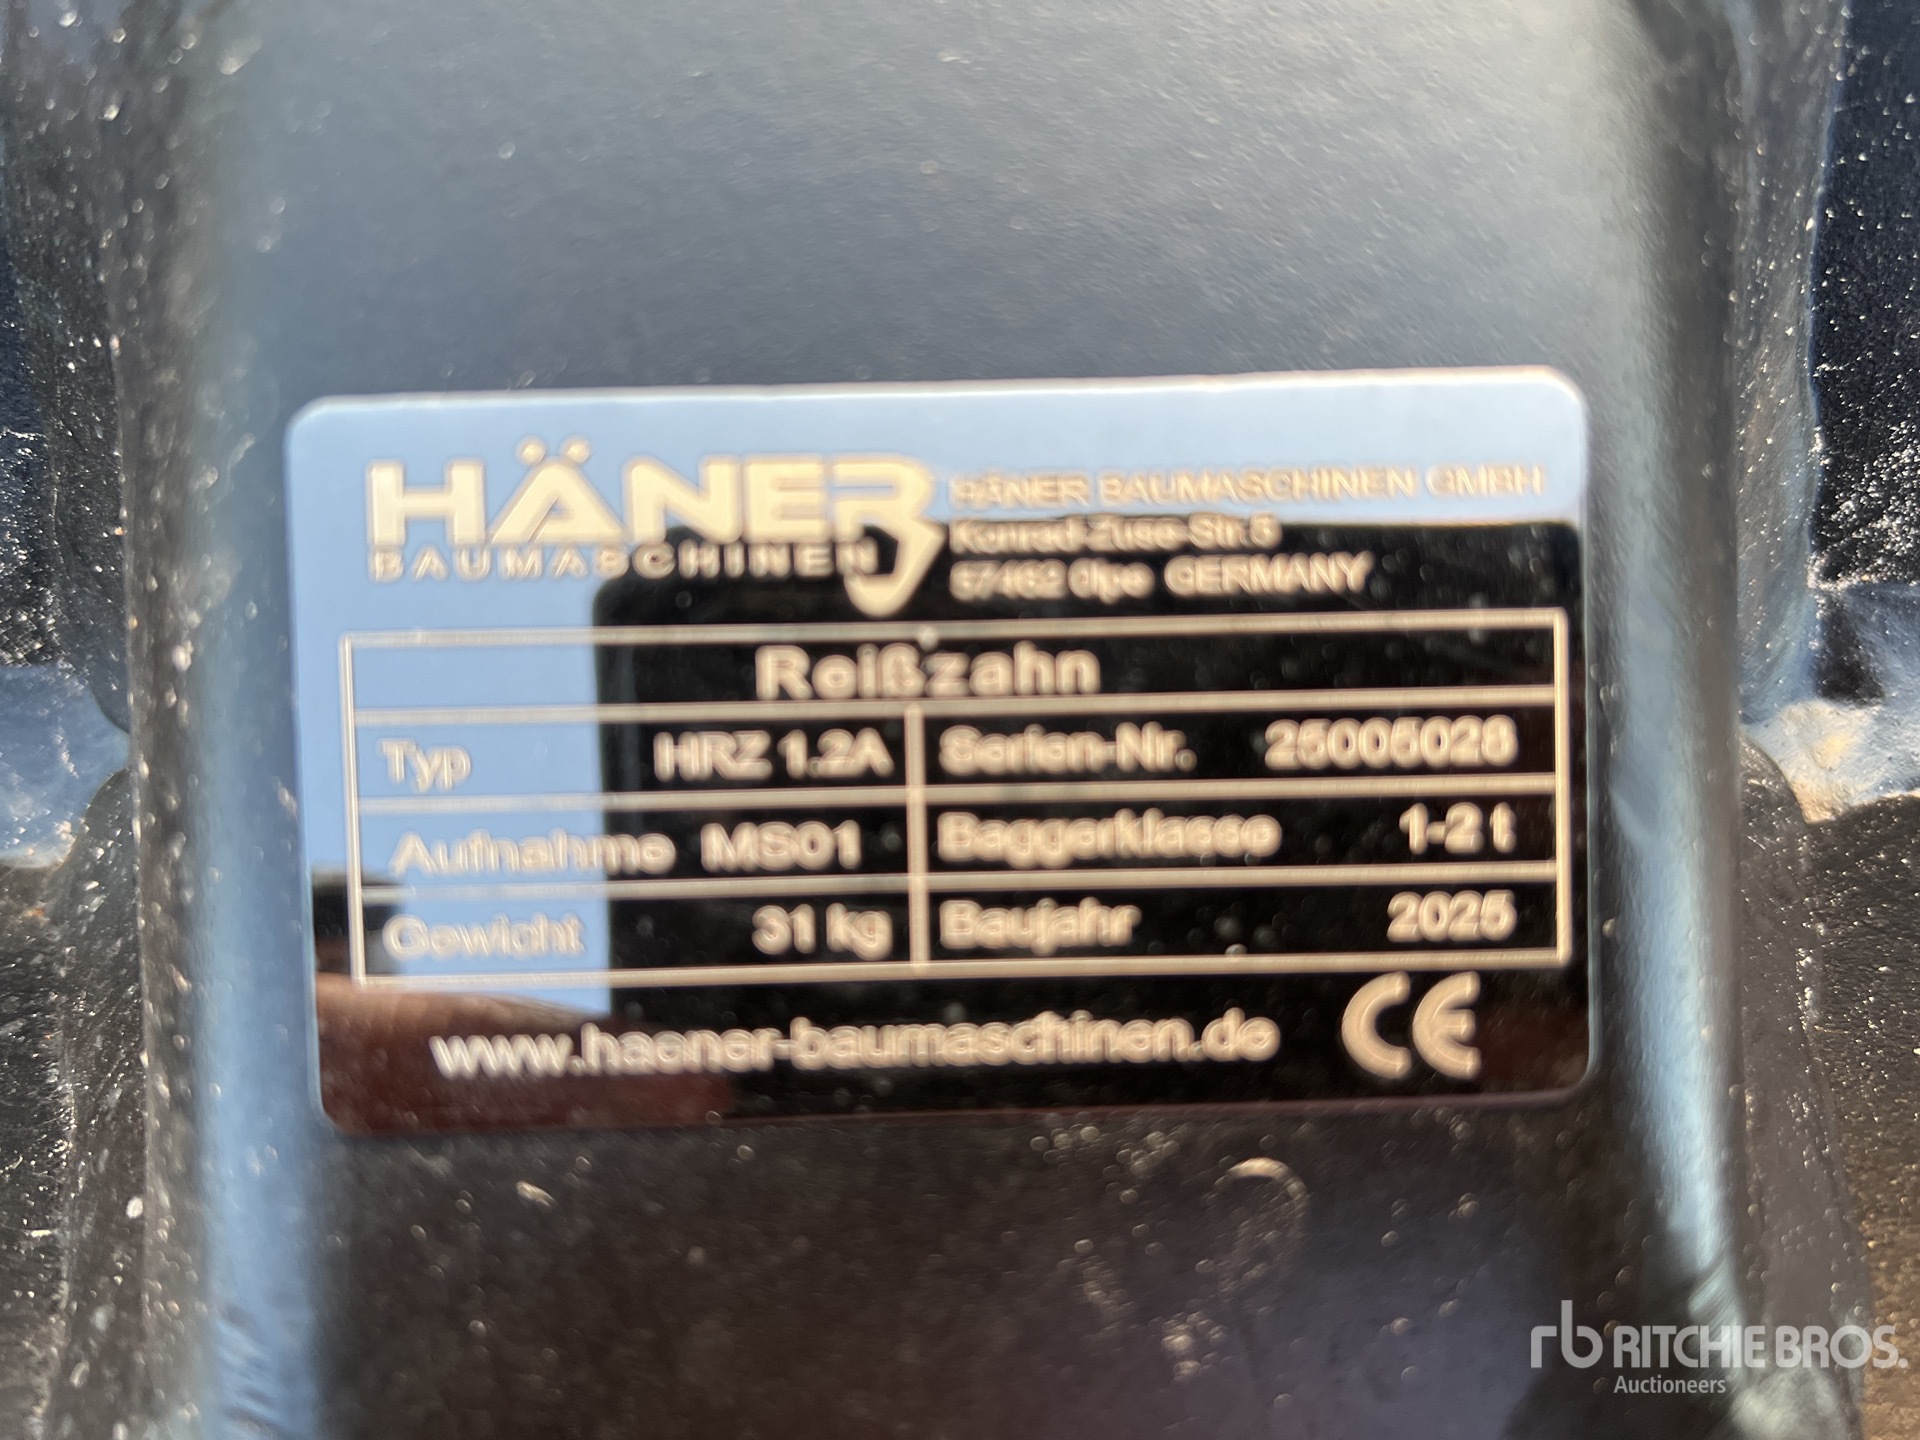 HÄNER
BAUMASCHINEN
HÄNER BAUMASCHINEN GMBH
Konrad-Zuse-Str. 5
57462 Olpe GERMANY
Reißzahn
Typ HRZ 1.2A Serien-Nr. 25005028
Aufnahme MS01 Baggerklasse 1-2 t
Gewicht 31 kg Baujahr 2025
www.haener-baumaschinen.de CE
rb RITCHIE BROS.
Auctioneers